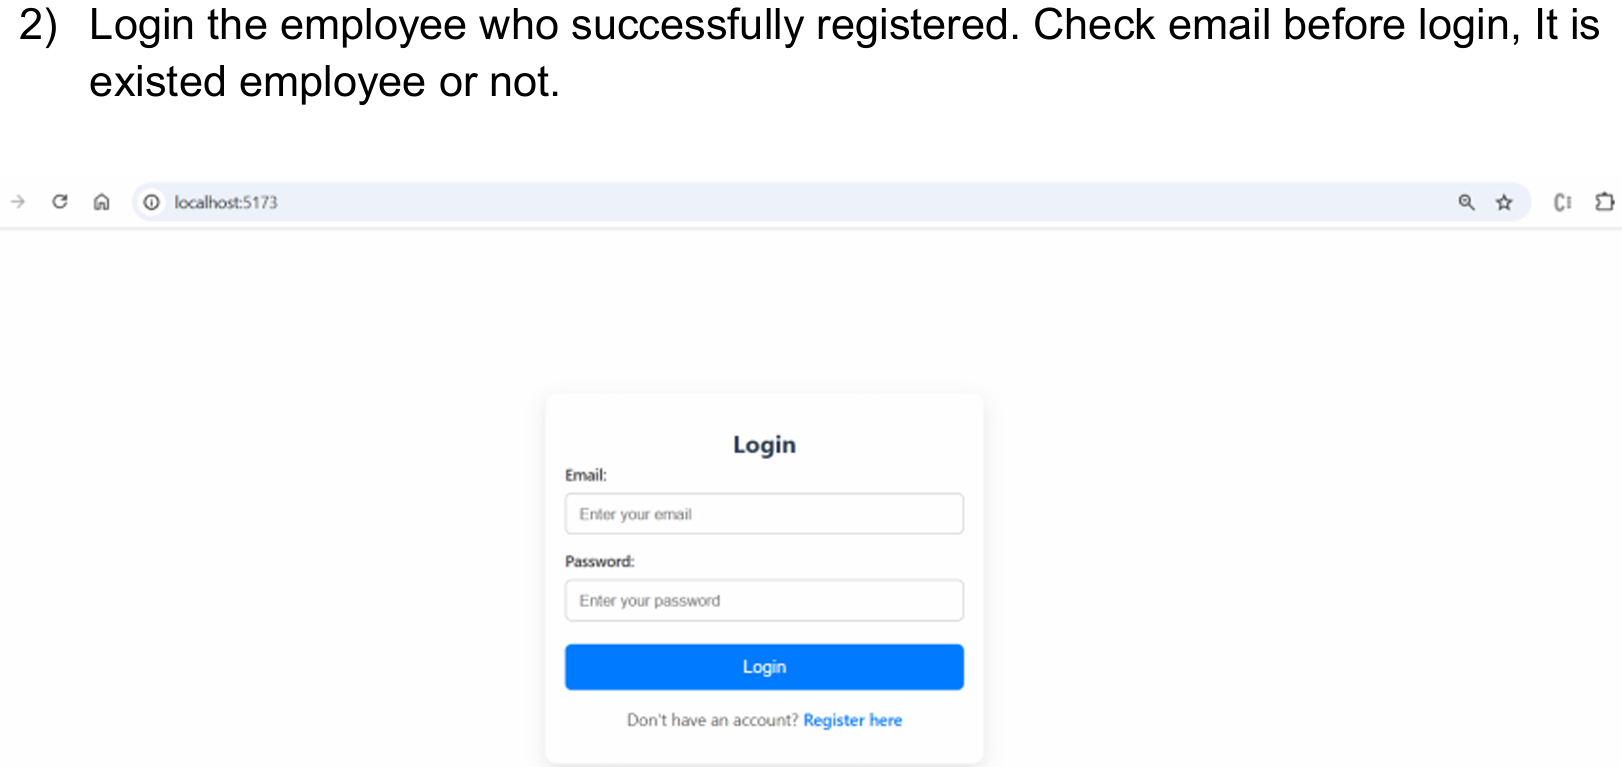 2) Login the employee who successfully registered. Check email before login, It is
existed employee or not.
localhost:5173
Login
Email:
Enter your email
Password:
Enter your password
Login
Don't have an account? Register here